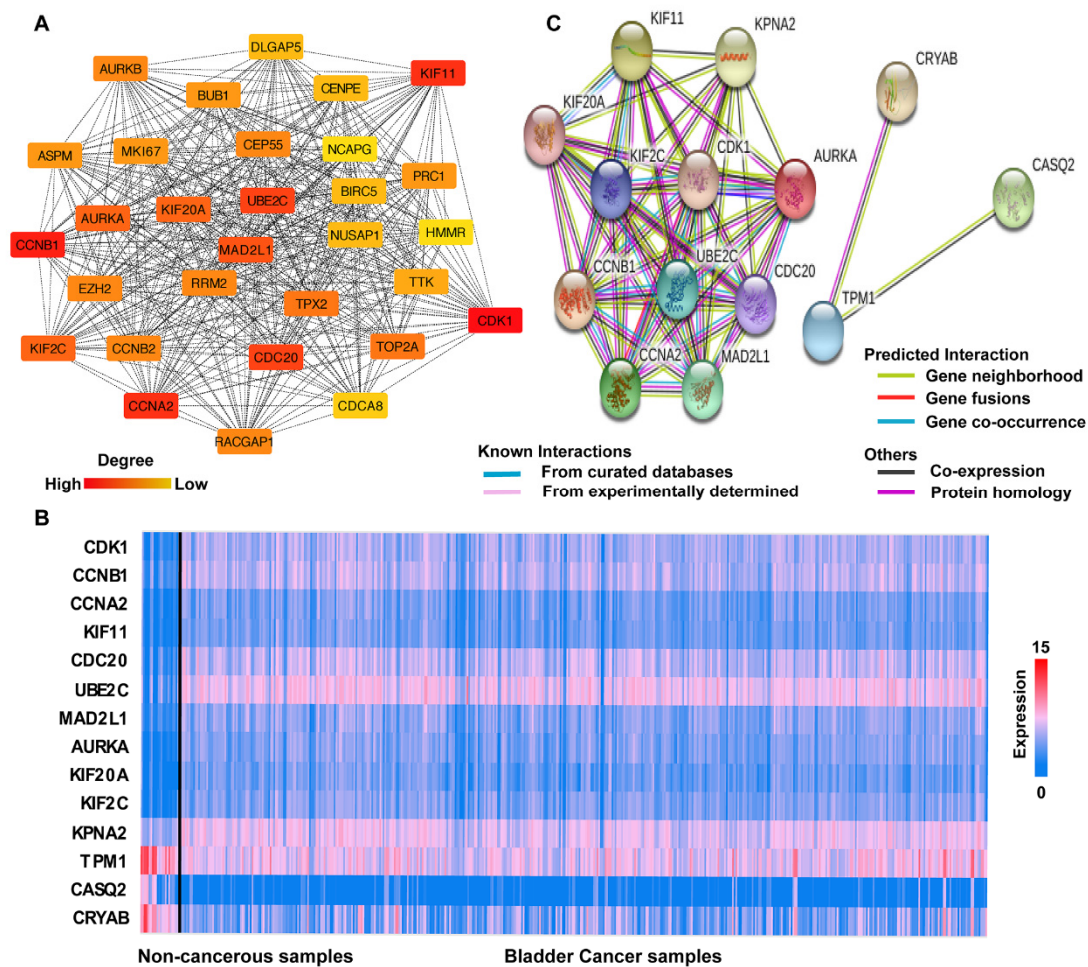 A
DLGAP5
AURKB
KIF11
BUB1
CENPE
ASPM
MKI67
CEP55
NCAPG
PRC1
BIRC5
UBE2C
AURKA
KIF20A
NUSAP1
HMMR
CCNB1
MAD2L1
EZH2
RRM2
TTK
TPX2
CDK1
KIF2C
CCNB2
CDC20
TOP2A
CCNA2
CDCA8
RACGAP1
Degree
High
Low
C
KIF11
KPNA2
CRYAB
KIF20A
KIF2C
CDK1
AURKA
CASQ2
CCNB1
UBE2C
CDC20
TPM1
CCNA2
MAD2L1
Predicted Interaction
Gene neighborhood
Gene fusions
Gene co-occurrence
Known Interactions
From curated databases
From experimentally determined
Others
Co-expression
Protein homology
B
CDK1
CCNB1
CCNA2
KIF11
CDC20
UBE2C
MAD2L1
AURKA
KIF20A
KIF2C
KPNA2
TPM1
CASQ2
CRYAB
15
Expression
0
Non-cancerous samples
Bladder Cancer samples